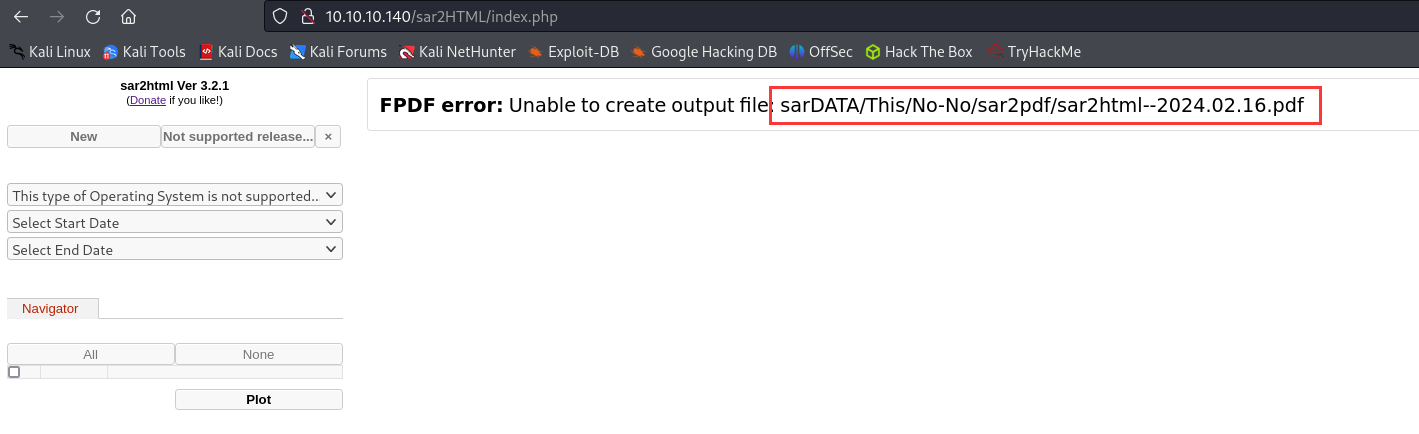 10.10.10.140/sar2HTML/index.php
Kali Linux Kali Tools Kali Docs Kali Forums Kali NetHunter Exploit-DB Google Hacking DB OffSec Hack The Box TryHackMe
sar2html Ver 3.2.1
(Donate if you like!)
FPDF error: Unable to create output file: sarDATA/This/No-No/sar2pdf/sar2html--2024.02.16.pdf
New Not supported release... ×
This type of Operating System is not supported..
Select Start Date
Select End Date
Navigator
All None
Plot